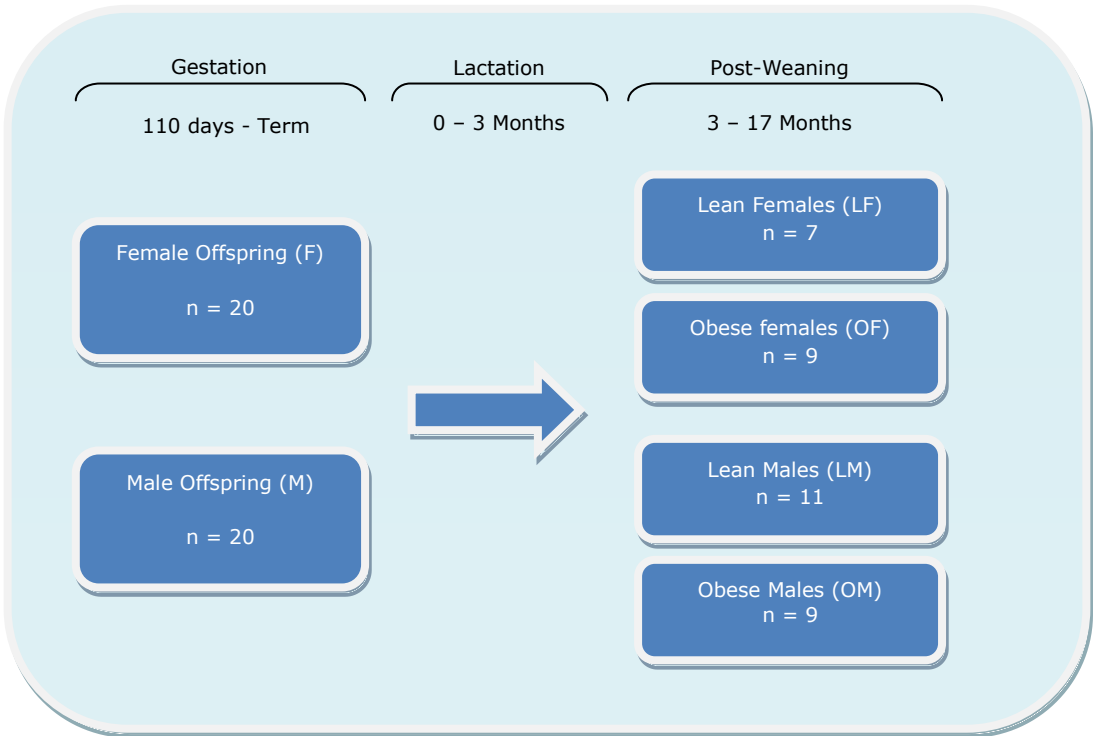 Gestation
Lactation
Post-Weaning
110 days - Term
0 – 3 Months
3 – 17 Months
Female Offspring (F)
n = 20
Male Offspring (M)
n = 20
Lean Females (LF)
n = 7
Obese females (OF)
n = 9
Lean Males (LM)
n = 11
Obese Males (OM)
n = 9